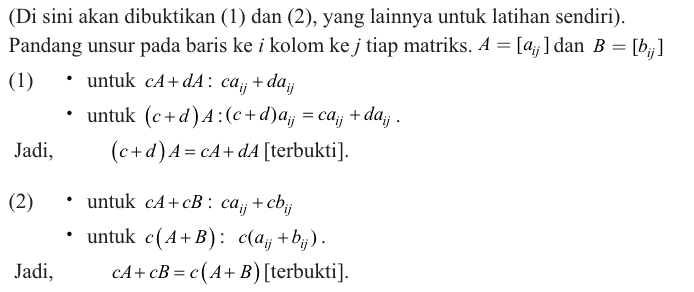 (Di sini akan dibuktikan (1) dan (2), yang lainnya untuk latihan sendiri).
Pandang unsur pada baris ke i kolom ke j tiap matriks. A = [a_{ij}] dan B = [b_{ij}]
(1) • untuk cA + dA : ca_{ij} + da_{ij}
• untuk (c + d) A : (c + d)a_{ij} = ca_{ij} + da_{ij} .
Jadi, (c + d) A = cA + dA [terbukti].
(2) • untuk cA + cB : ca_{ij} + cb_{ij}
• untuk c(A + B) : c(a_{ij} + b_{ij}) .
Jadi, cA + cB = c(A + B) [terbukti].